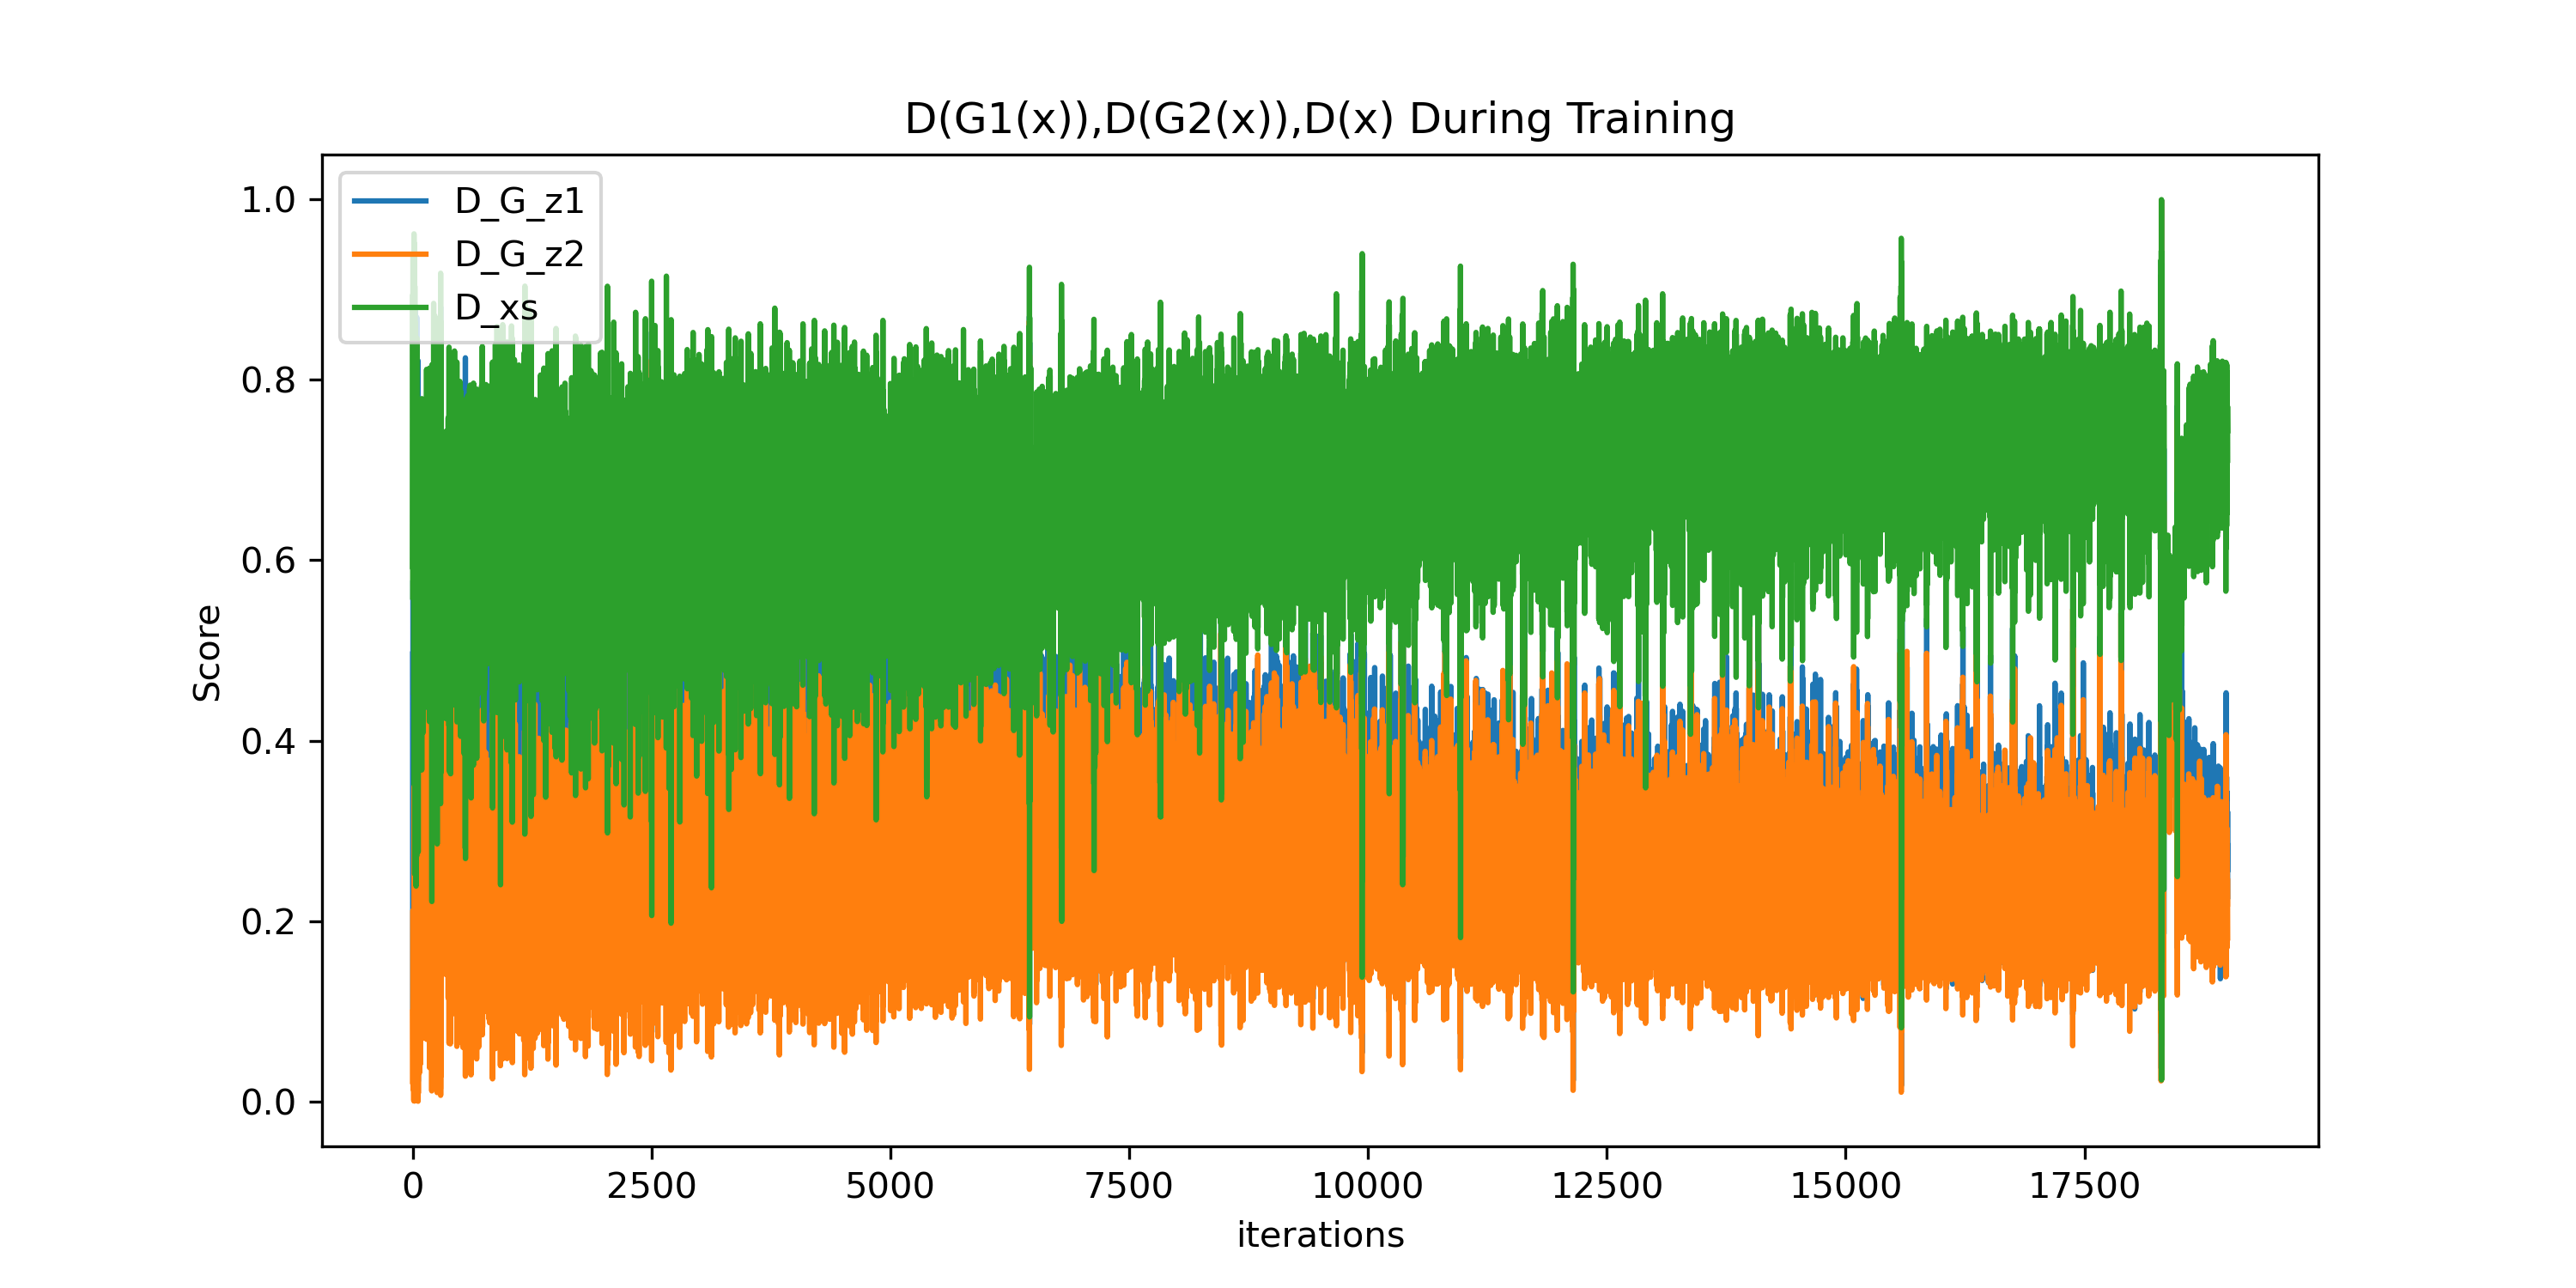 D(G1(x)),D(G2(x)),D(x) During Training
D_G_z1
D_G_z2
D_xs
1.0
0.8
0.6
0.4
0.2
0.0
Score
0 2500 5000 7500 10000 12500 15000 17500
iterations